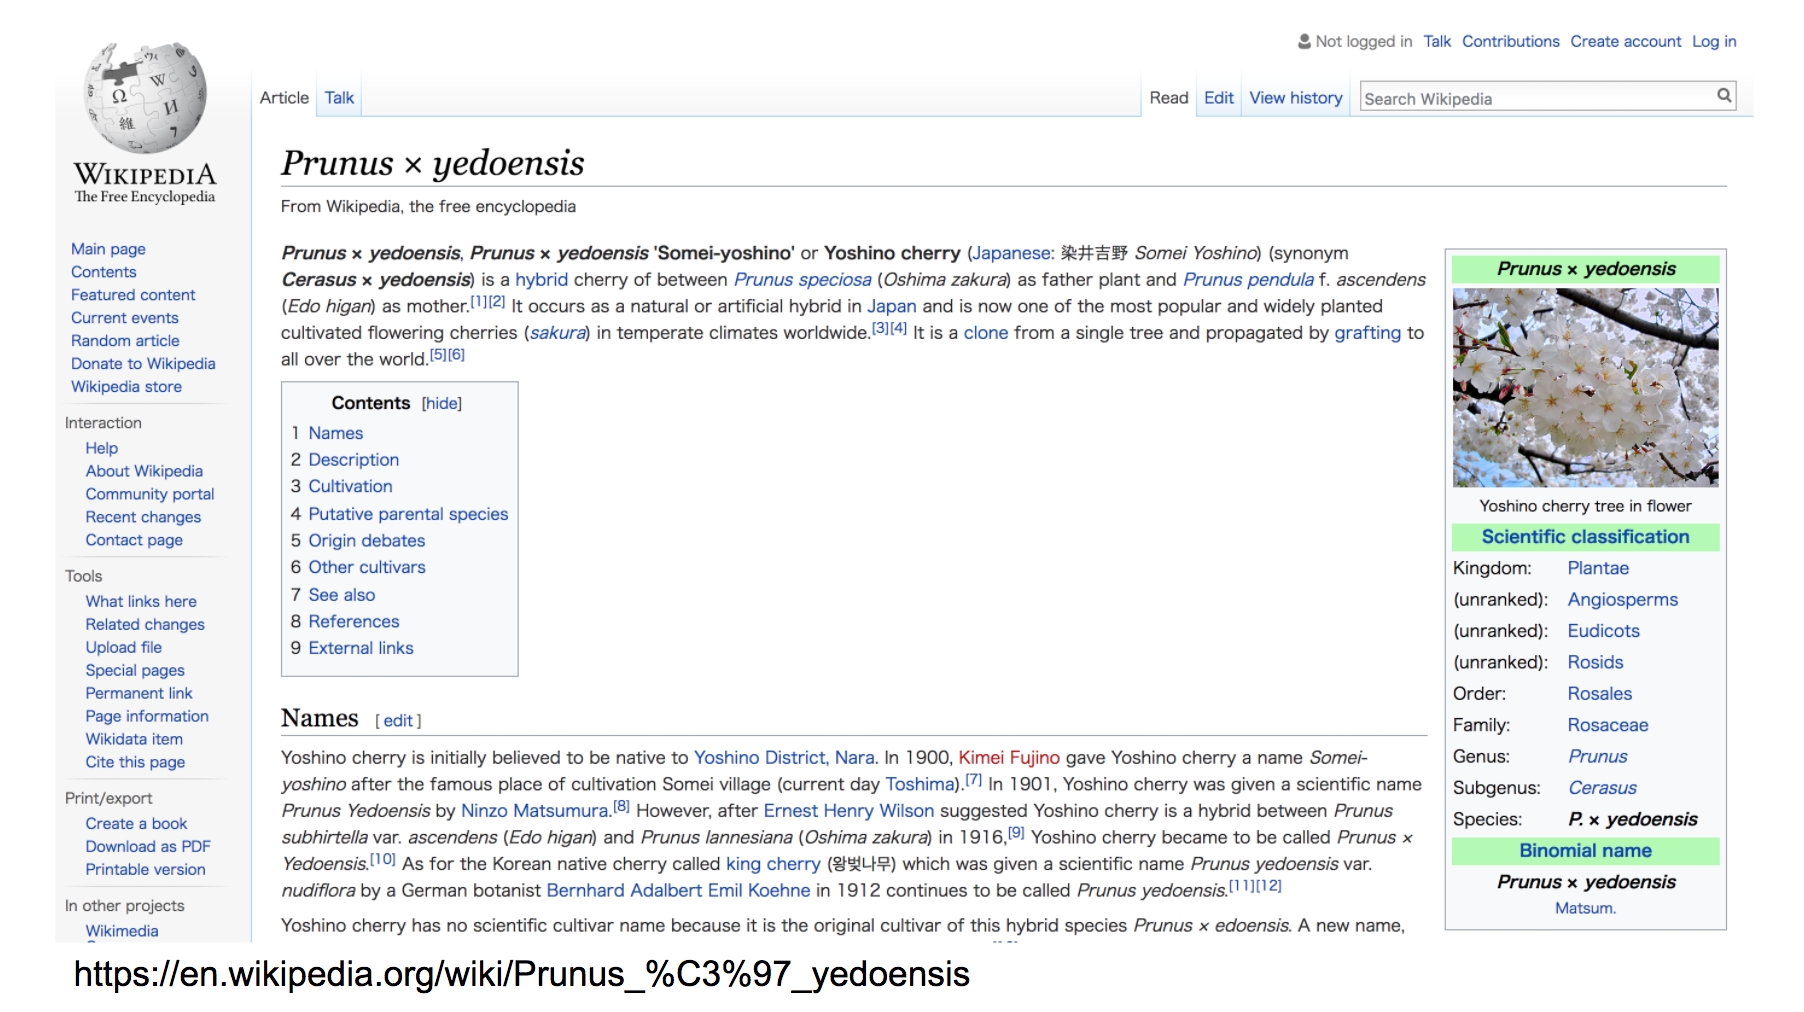 Not logged in Talk Contributions Create account Log in
Article Talk Read Edit View history Search Wikipedia
WIKIPEDIA
The Free Encyclopedia
Main page
Contents
Featured content
Current events
Random article
Donate to Wikipedia
Wikipedia store
Interaction
Help
About Wikipedia
Community portal
Recent changes
Contact page
Tools
What links here
Related changes
Upload file
Special pages
Permanent link
Page information
Wikidata item
Cite this page
Print/export
Create a book
Download as PDF
Printable version
In other projects
Wikimedia
Prunus × yedoensis
From Wikipedia, the free encyclopedia
Prunus × yedoensis, Prunus × yedoensis 'Somei-yoshino' or Yoshino cherry (Japanese: 染井吉野 Somei Yoshino) (synonym
Cerasus × yedoensis) is a hybrid cherry of between Prunus speciosa (Oshima zakura) as father plant and Prunus pendula f. ascendens
(Edo higan) as mother.[1][2] It occurs as a natural or artificial hybrid in Japan and is now one of the most popular and widely planted
cultivated flowering cherries (sakura) in temperate climates worldwide.[3][4] It is a clone from a single tree and propagated by grafting to
all over the world.[5][6]
Contents [hide]
1 Names
2 Description
3 Cultivation
4 Putative parental species
5 Origin debates
6 Other cultivars
7 See also
8 References
9 External links
Names [ edit ]
Yoshino cherry is initially believed to be native to Yoshino District, Nara. In 1900, Kimei Fujino gave Yoshino cherry a name Somei-
yoshino after the famous place of cultivation Somei village (current day Toshima).[7] In 1901, Yoshino cherry was given a scientific name
Prunus Yedoensis by Ninzo Matsumura.[8] However, after Ernest Henry Wilson suggested Yoshino cherry is a hybrid between Prunus
subhirtella var. ascendens (Edo higan) and Prunus lannesiana (Oshima zakura) in 1916,[9] Yoshino cherry became to be called Prunus ×
Yedoensis.[10] As for the Korean native cherry called king cherry (왕벚나무) which was given a scientific name Prunus yedoensis var.
nudiflora by a German botanist Bernhard Adalbert Emil Koehne in 1912 continues to be called Prunus yedoensis.[11][12]
Yoshino cherry has no scientific cultivar name because it is the original cultivar of this hybrid species Prunus × edoensis. A new name,
Prunus × yedoensis
Yoshino cherry tree in flower
Scientific classification
Kingdom: Plantae
(unranked): Angiosperms
(unranked): Eudicots
(unranked): Rosids
Order: Rosales
Family: Rosaceae
Genus: Prunus
Subgenus: Cerasus
Species: P. × yedoensis
Binomial name
Prunus × yedoensis
Matsum.
https://en.wikipedia.org/wiki/Prunus_%C3%97_yedoensis